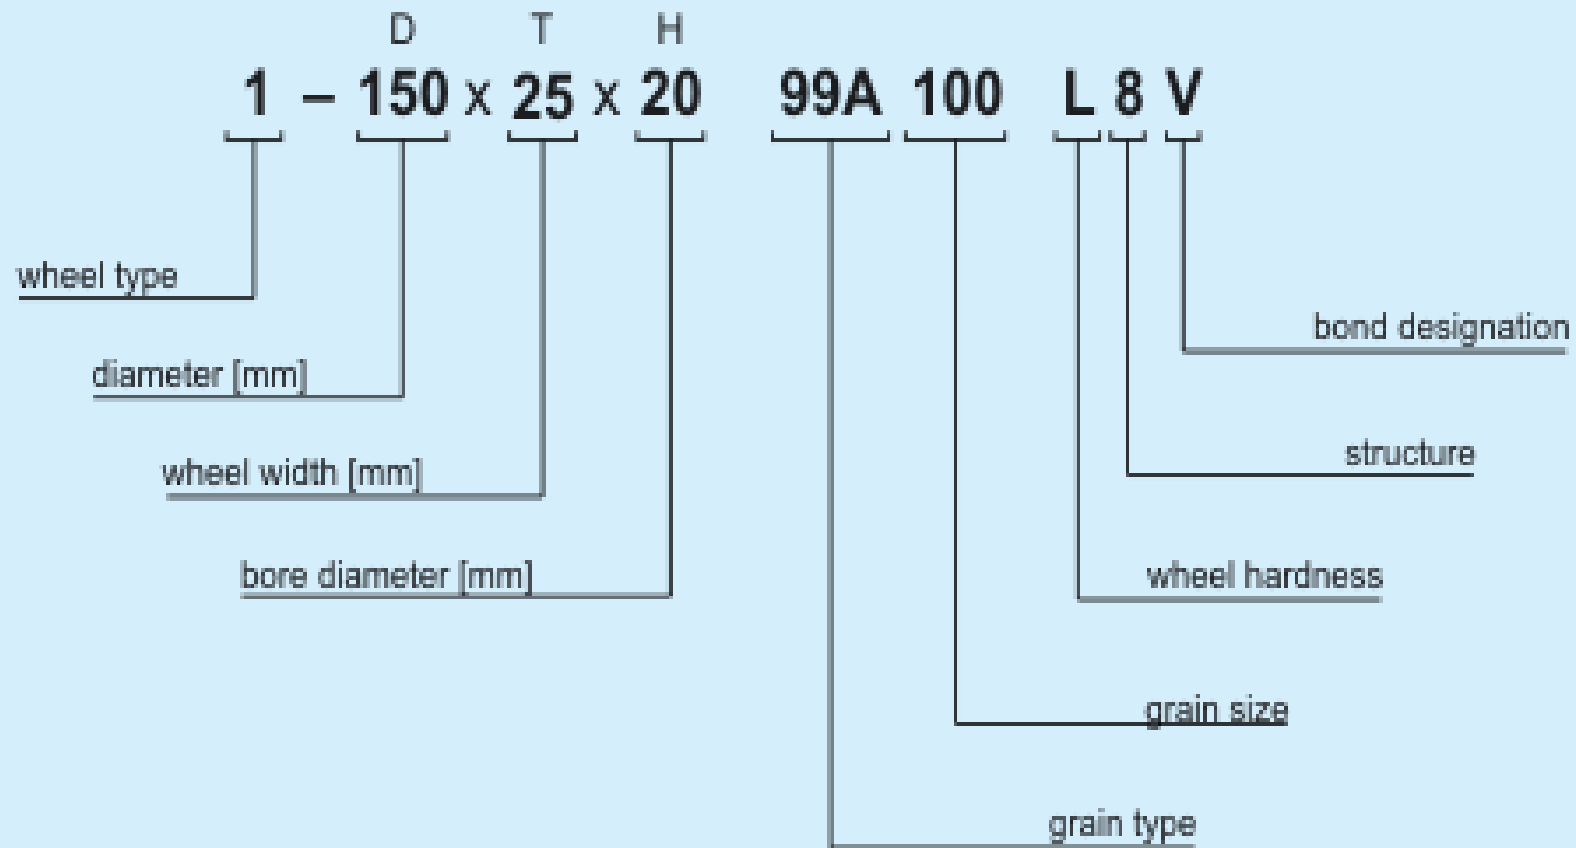 D T H
1 – 150 x 25 x 20 99A 100 L 8 V
wheel type
bond designation
diameter [mm]
structure
wheel width [mm]
bore diameter [mm]
wheel hardness
grain size
grain type